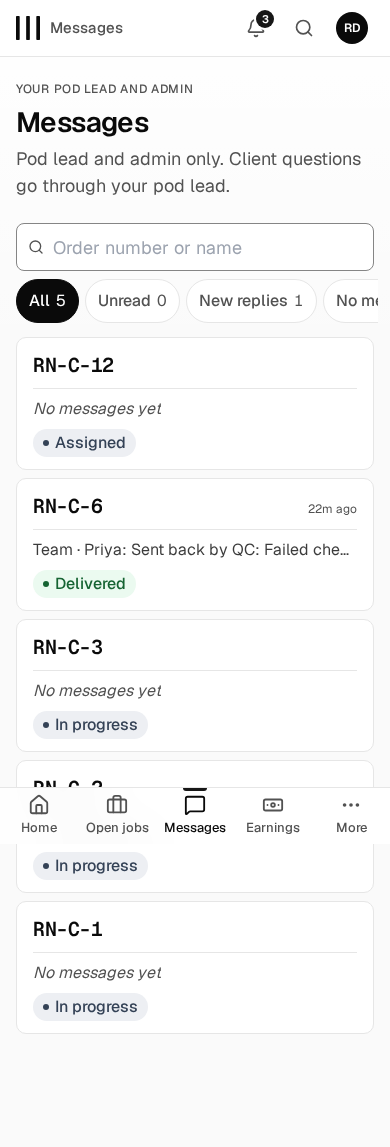 Messages
3
RD
YOUR POD LEAD AND ADMIN
Messages
Pod lead and admin only. Client questions
go through your pod lead.
Order number or name
All 5
Unread 0
New replies 1
No me
RN-C-12
No messages yet
Assigned
RN-C-6
22m ago
Team · Priya: Sent back by QC: Failed che...
Delivered
RN-C-3
No messages yet
In progress
Home
Open jobs
Messages
Earnings
More
In progress
RN-C-1
No messages yet
In progress